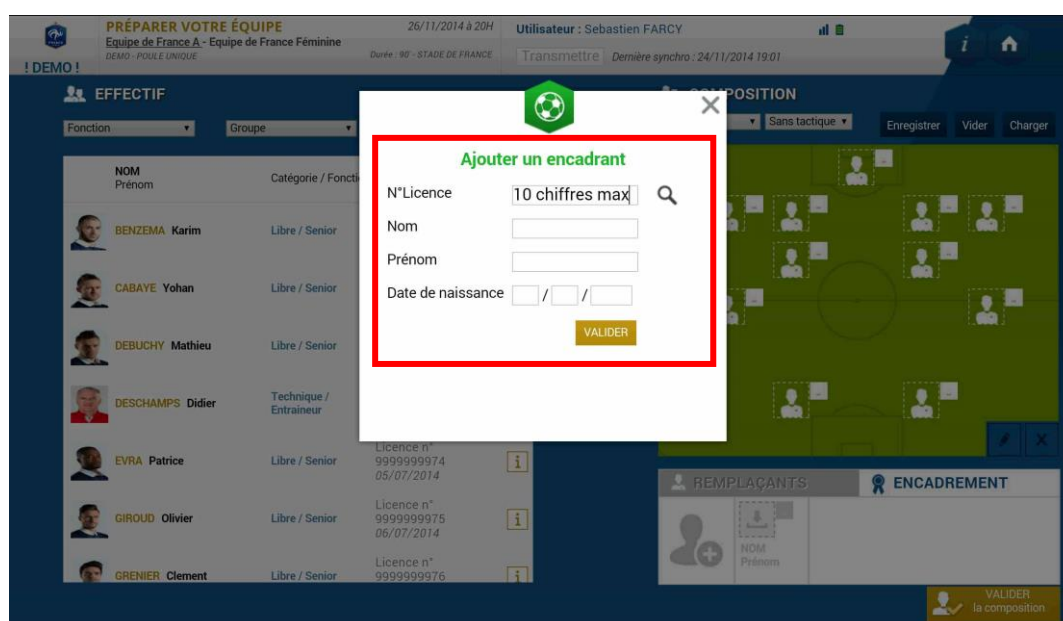 PRÉPARER VOTRE ÉQUIPE
Equipe de France A - Equipe de France Féminine
DEMO - POULE UNIQUE
! DEMO !
26/11/2014 à 20H
Durée : 90' - STADE DE FRANCE
Utilisateur : Sebastien FARCY
Transmettre Dernière synchro : 24/11/2014 19:01
i
EFFECTIF
Fonction
Groupe
NOM
Prénom
Catégorie / Foncti
BENZEMA Karim
Libre / Senior
CABAYE Yohan
Libre / Senior
DEBUCHY Mathieu
Libre / Senior
DESCHAMPS Didier
Technique /
Entraineur
EVRA Patrice
Libre / Senior
Licence n°
9999999974
05/07/2014
i
GIROUD Olivier
Libre / Senior
Licence n°
9999999975
06/07/2014
i
GRENIER Clement
Libre / Senior
Licence n°
9999999976
i
Ajouter un encadrant
N°Licence
10 chiffres max
Nom
Prénom
Date de naissance
/ /
VALIDER
POSITION
Sans tactique
Enregistrer
Vider
Charger
REMPLAÇANTS
ENCADREMENT
NOM
Prénom
VALIDER
la composition